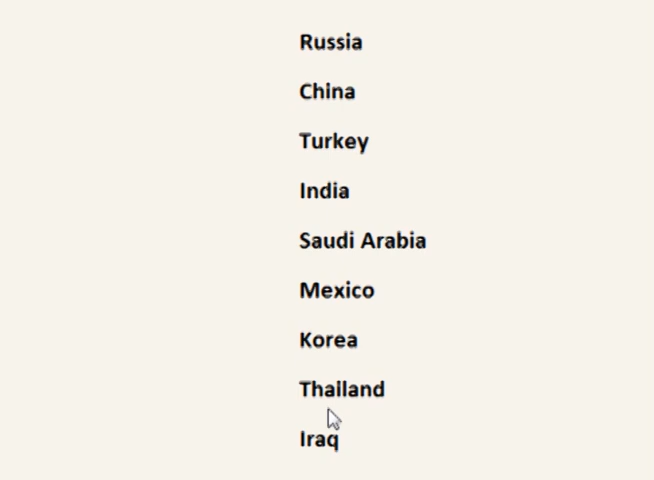 Russia
China
Turkey
India
Saudi Arabia
Mexico
Korea
Thailand
Iraq